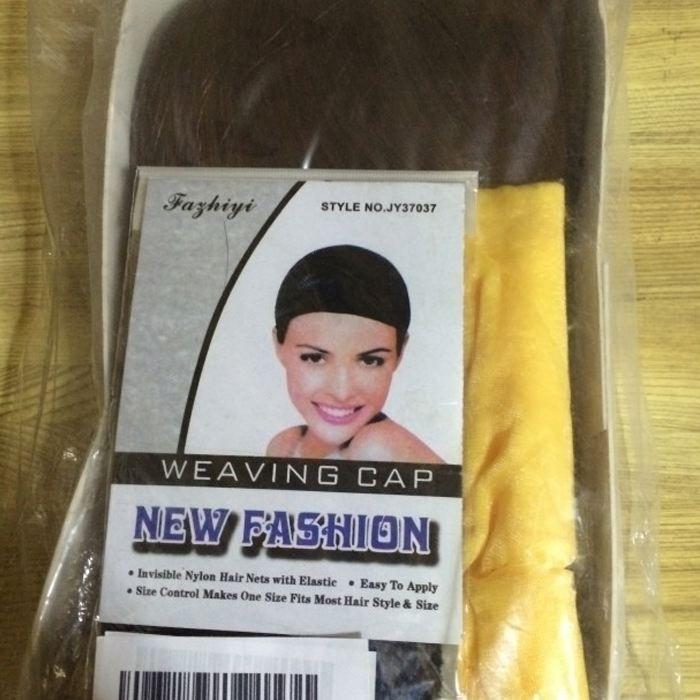 Fazhiyi
STYLE NO.JY37037
WEAVING CAP
NEW FASHION
• Invisible Nylon Hair Nets with Elastic • Easy To Apply
• Size Control Makes One Size Fits Most Hair Style & Size